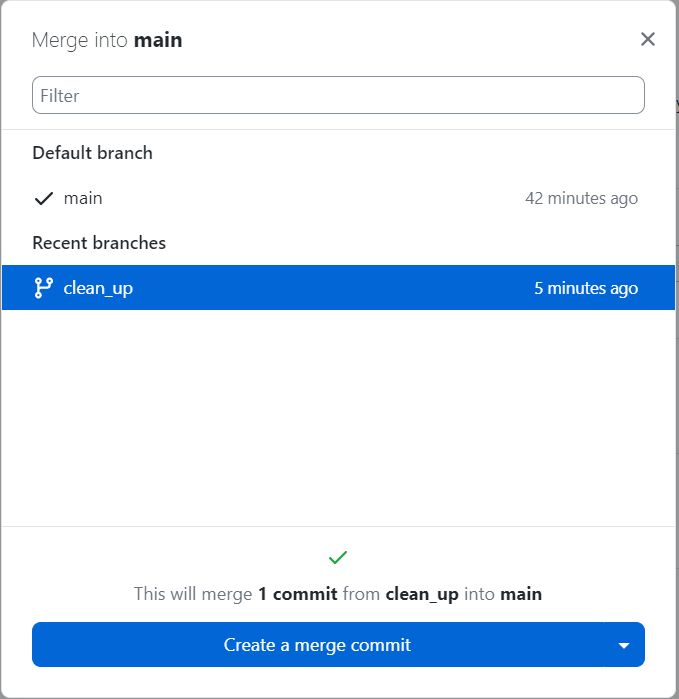 Merge into main
Filter
Default branch
main 42 minutes ago
Recent branches
clean_up 5 minutes ago
This will merge 1 commit from clean_up into main
Create a merge commit